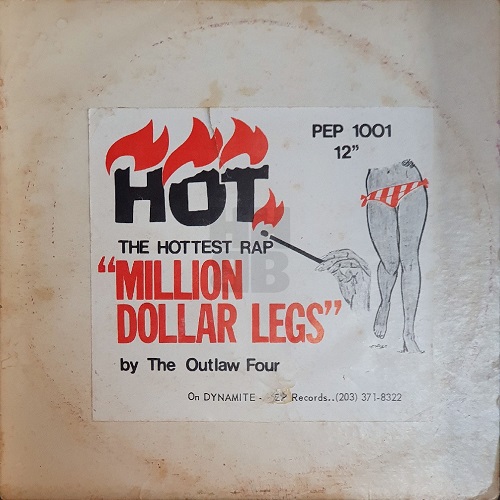 HOT
PEP 1001
12”
THE HOTTEST RAP
“MILLION
DOLLAR LEGS”
by The Outlaw Four
On DYNAMITE - Records..(203) 371-8322